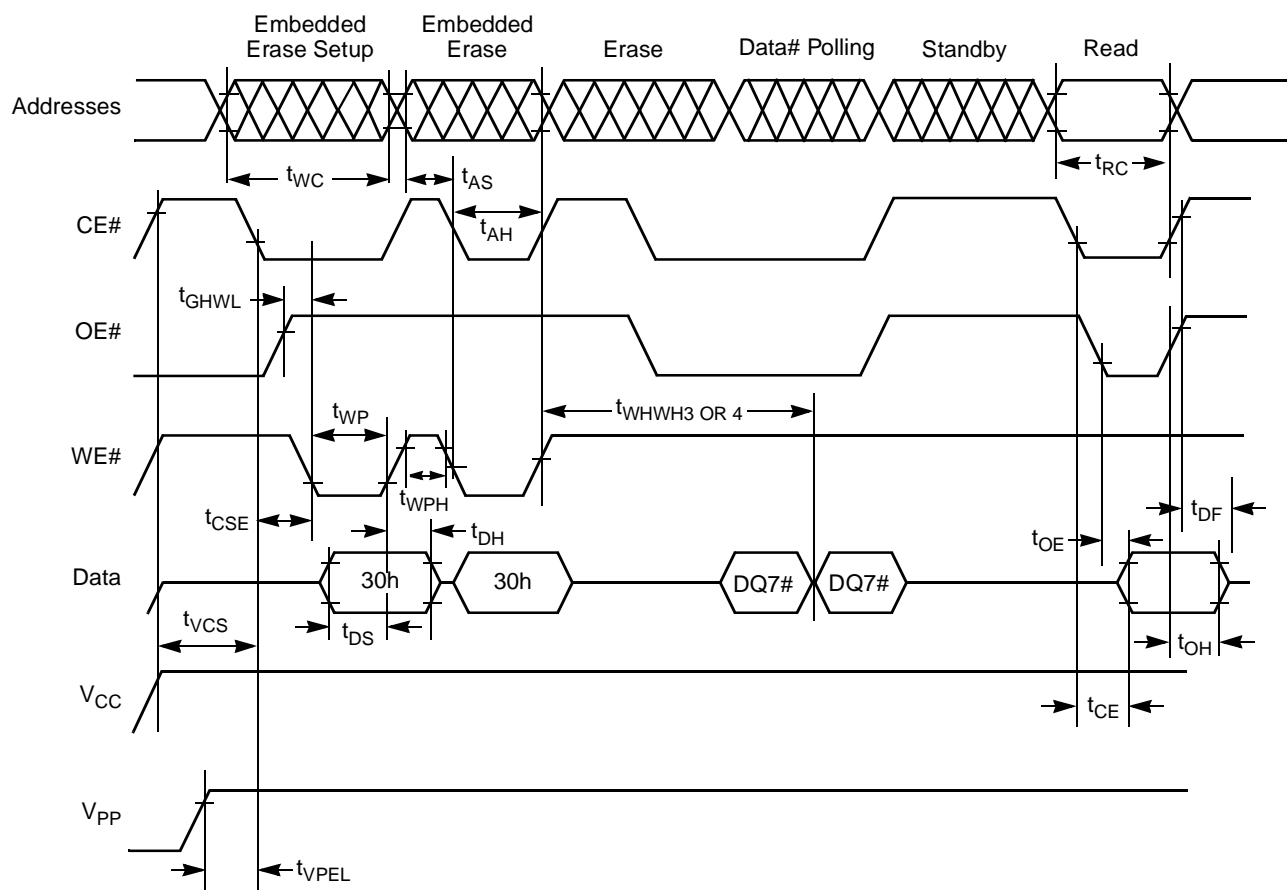 Embedded Erase Setup
Embedded Erase
Erase
Data# Polling
Standby
Read
Addresses
tWC
tAS
tRC
CE#
tAH
tGHWL
OE#
tWP
tWHWH3 OR 4
WE#
tWPH
tCSE
tDH
tOE
tDF
Data
30h
30h
DQ7#
DQ7#
tVCS
tDS
tOH
VCC
tCE
VPP
tVPEL